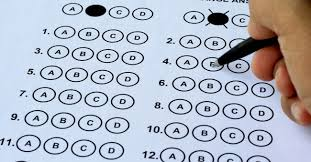 A C D A C D
1. A B C D 2. A B C D
3. A B C D 4. A B
5. A B C D 6. A B C D
7. A B C D 8. A B C D
9. A B C D 10. A B C D
11. A B C D 12. A B C D